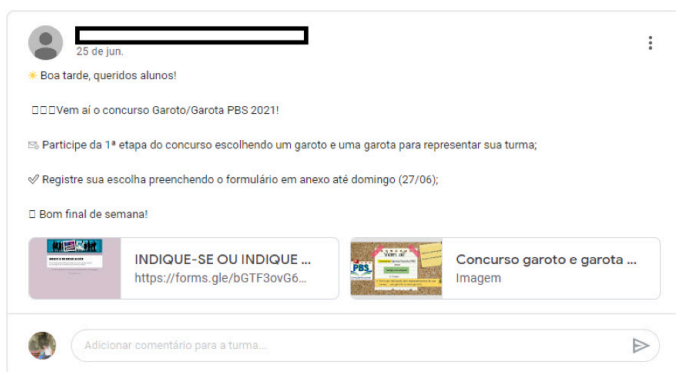 25 de jun.
Boa tarde, queridos alunos!
Vem aí o concurso Garoto/Garota PBS 2021!
Participe da 1ª etapa do concurso escolhendo um garoto e uma garota para representar sua turma;
Registre sua escolha preenchendo o formulário em anexo até domingo (27/06);
Bom final de semana!
INDIQUE-SE OU INDIQUE ...
https://forms.gle/bGTF3ovG6...
PBS
Concurso garoto e garota ...
Imagem
Adicionar comentário para a turma...